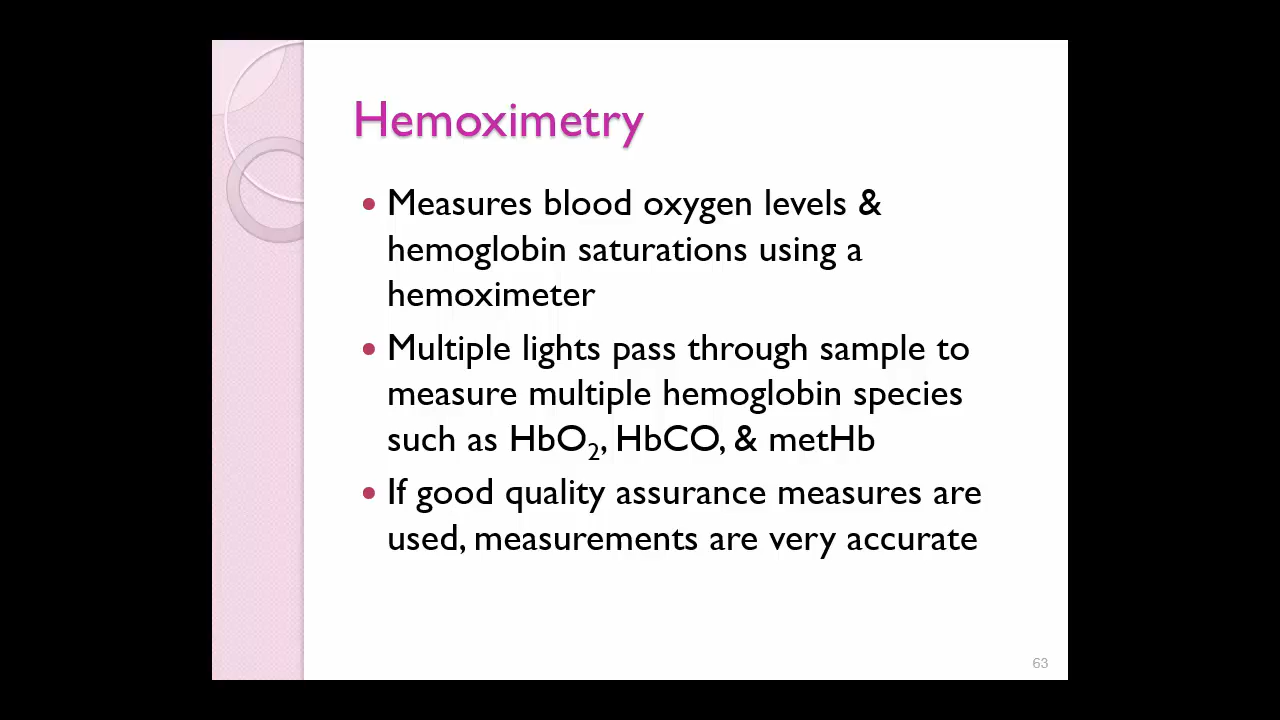 Hemoximetry
• Measures blood oxygen levels &
hemoglobin saturations using a
hemoximeter
• Multiple lights pass through sample to
measure multiple hemoglobin species
such as HbO₂, HbCO, & metHb
• If good quality assurance measures are
used, measurements are very accurate
63